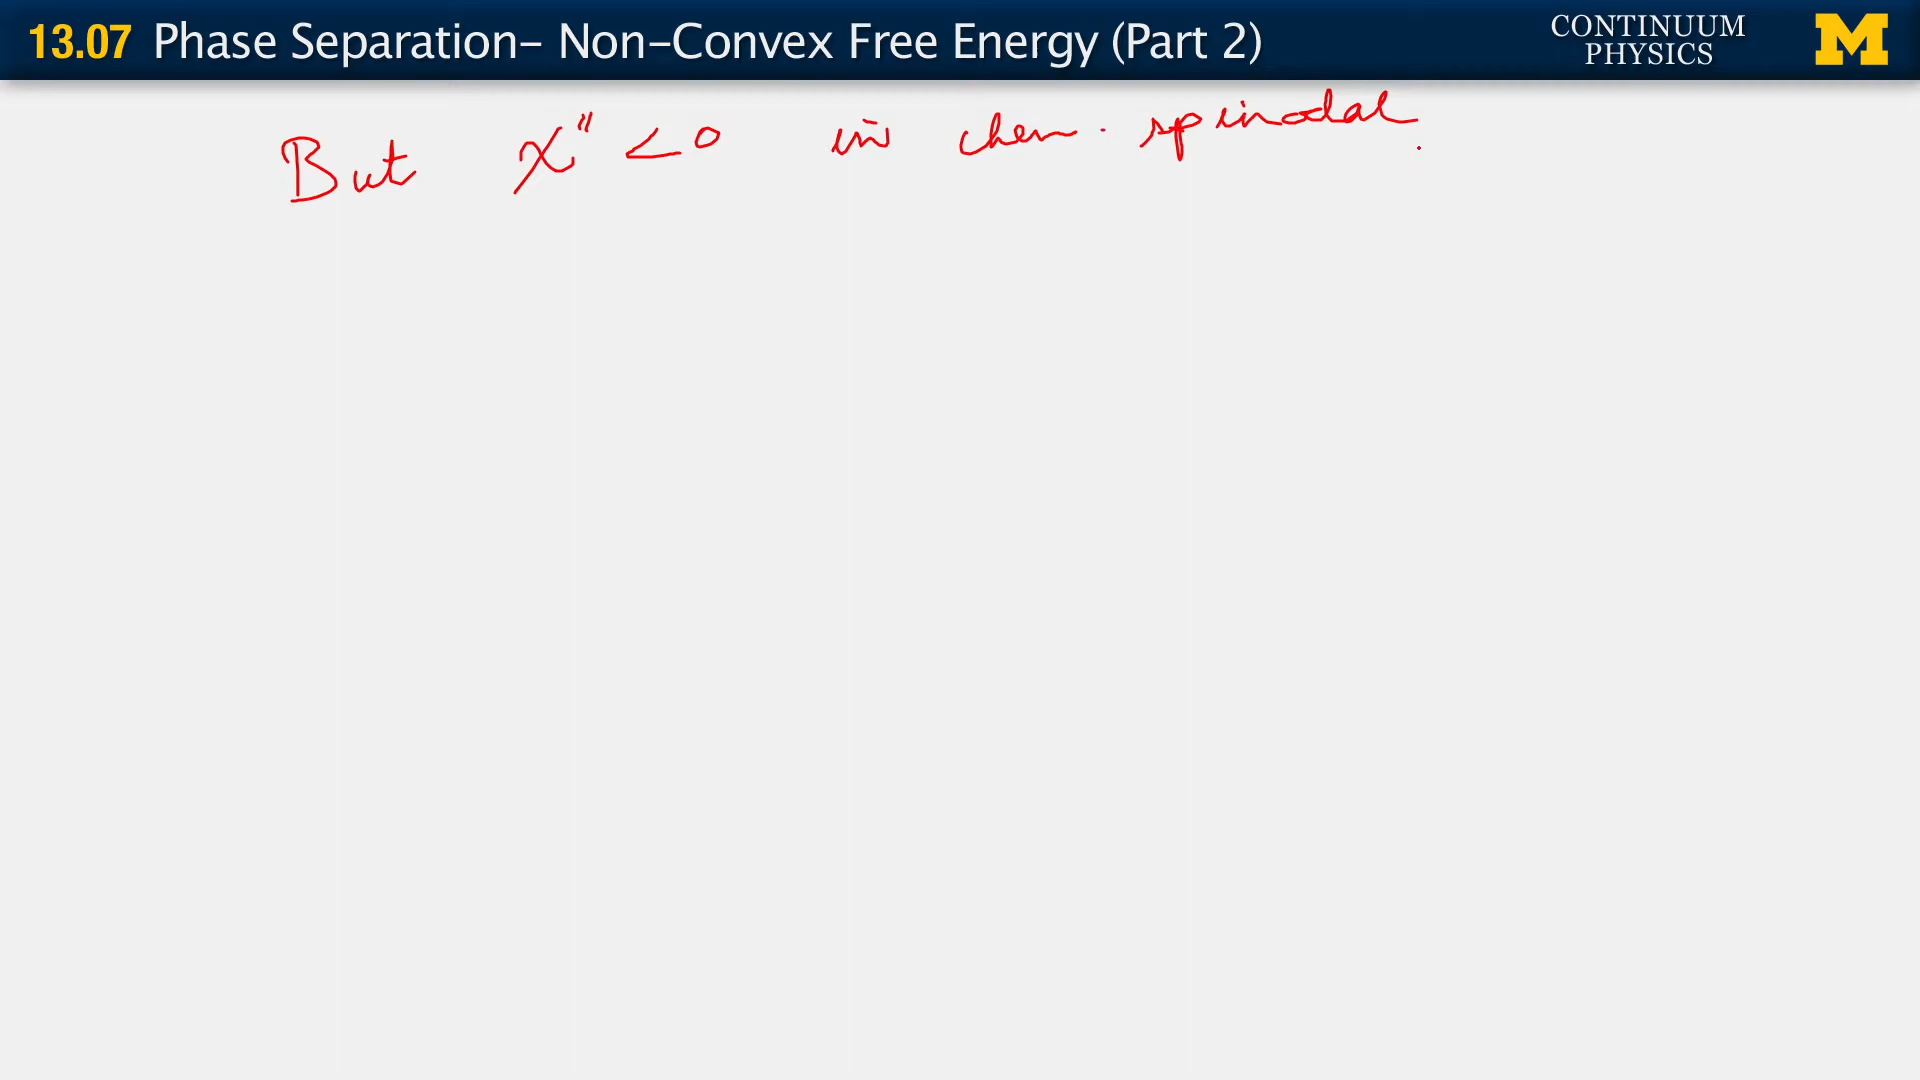 13.07 Phase Separation– Non–Convex Free Energy (Part 2)
CONTINUUM
PHYSICS
M
But χ" <0 in chem. spinodal.